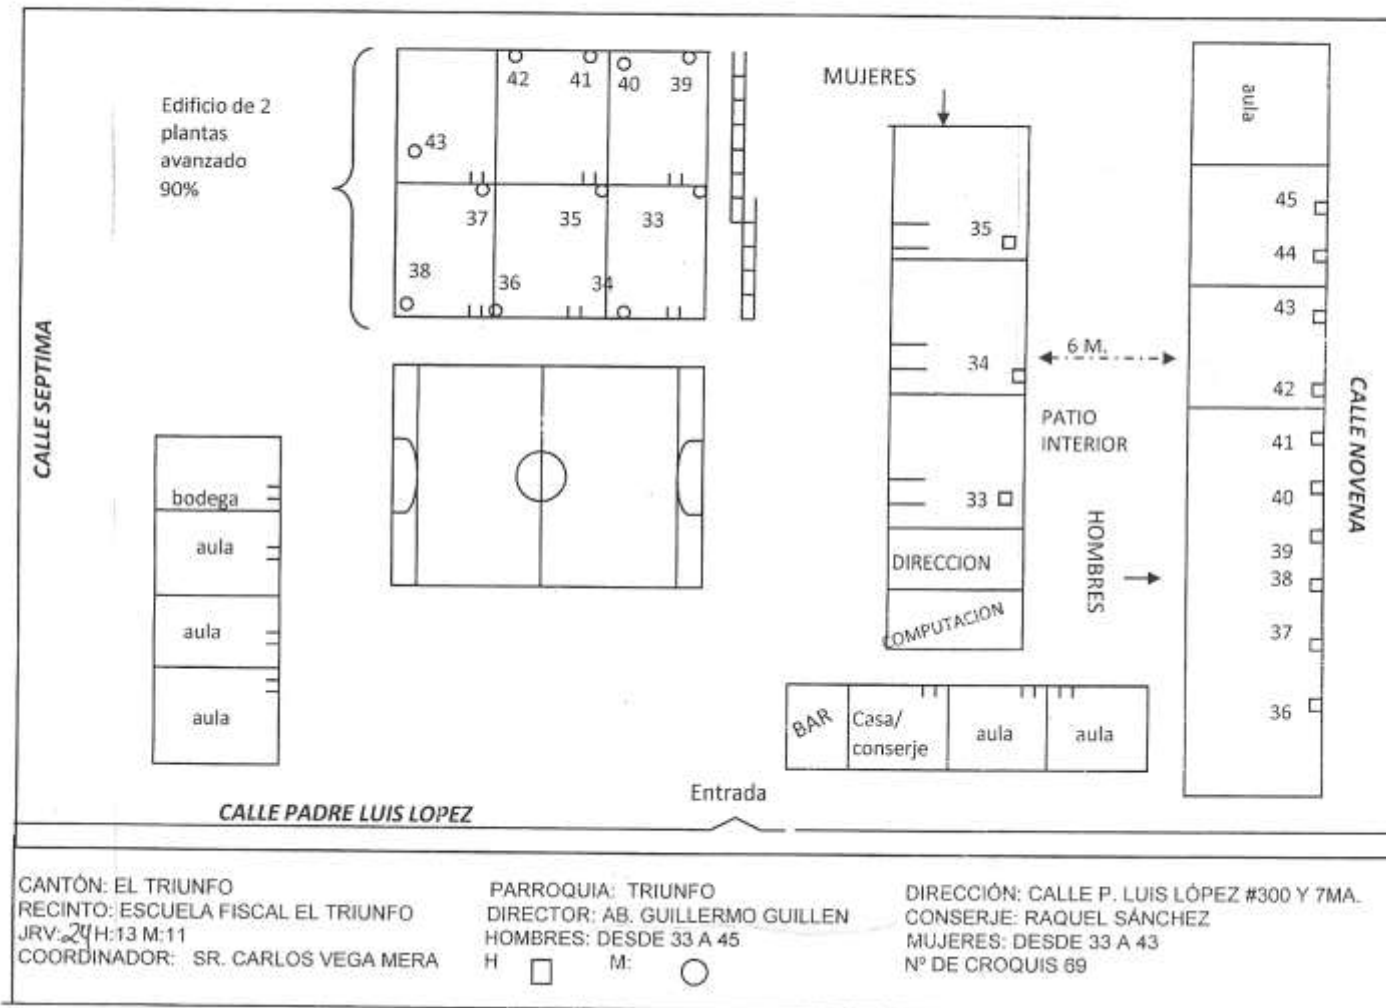 MUJERES
Edificio de 2
plantas
avanzado
90%
42 41 40 39
43
37 35 33
38 36 34
aula
45
44
43
42
41
40
39
38
37
36
35
34
33
6 M.
PATIO
INTERIOR
HOMBRES
DIRECCION
COMPUTACION
CALLE SEPTIMA
CALLE NOVENA
bodega
aula
aula
aula
BAR
Casa/
conserje
aula
aula
Entrada
CALLE PADRE LUIS LOPEZ
CANTÓN: EL TRIUNFO
RECINTO: ESCUELA FISCAL EL TRIUNFO
JRV:24 H:13 M:11
COORDINADOR: SR. CARLOS VEGA MERA
PARROQUIA: TRIUNFO
DIRECTOR: AB. GUILLERMO GUILLEN
HOMBRES: DESDE 33 A 45
H M:
DIRECCIÓN: CALLE P. LUIS LÓPEZ #300 Y 7MA.
CONSERJE: RAQUEL SÁNCHEZ
MUJERES: DESDE 33 A 43
Nº DE CROQUIS 69